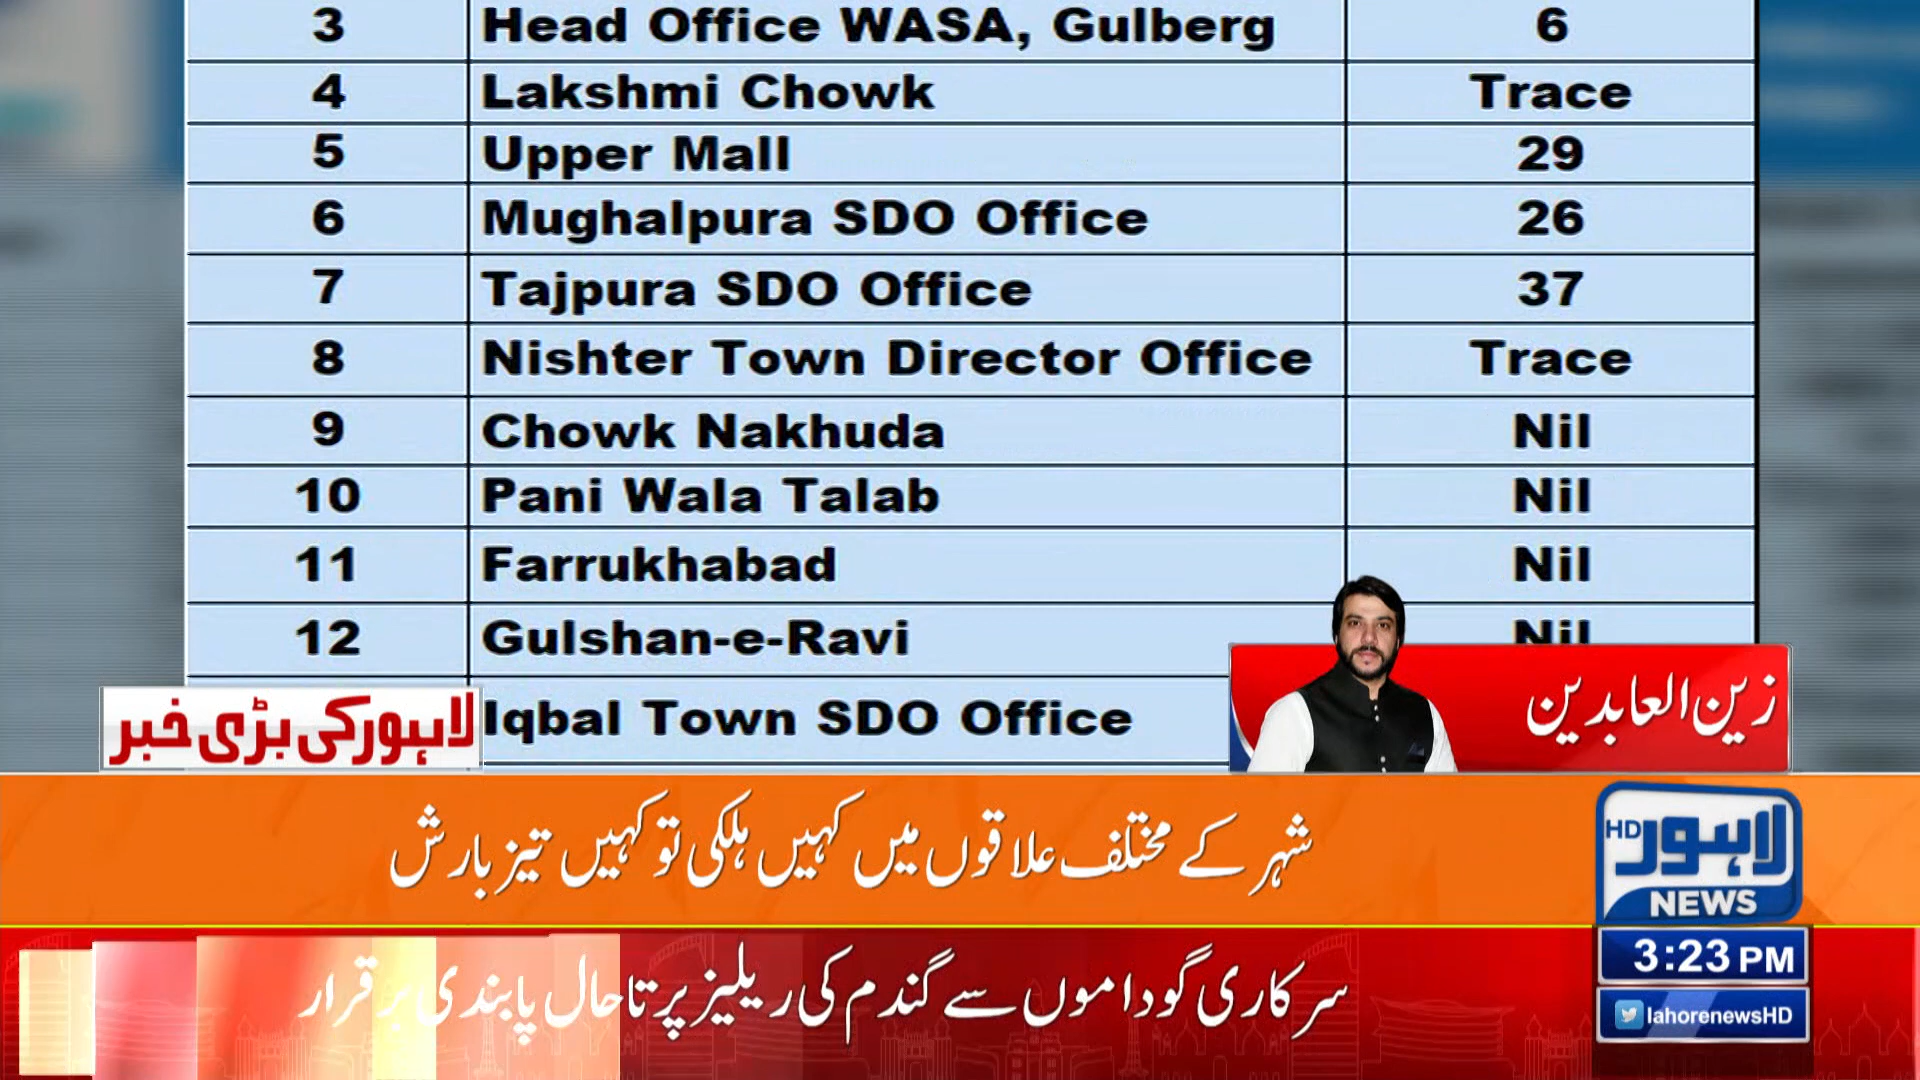 3 Head Office WASA, Gulberg 6
4 Lakshmi Chowk Trace
5 Upper Mall 29
6 Mughalpura SDO Office 26
7 Tajpura SDO Office 37
8 Nishter Town Director Office Trace
9 Chowk Nakhuda Nil
10 Pani Wala Talab Nil
11 Farrukhabad Nil
12 Gulshan-e-Ravi Nil
Iqbal Town SDO Office
زین العابدین
لاہور کی بڑی خبر
شہر کے مختلف علاقوں میں کہیں ہلکی تو کہیں تیز بارش
HD لاہور
NEWS
سرکاری گوداموں سے گندم کی ریلیز پر تاحال پابندی برقرار
3:23 PM
lahorenewsHD